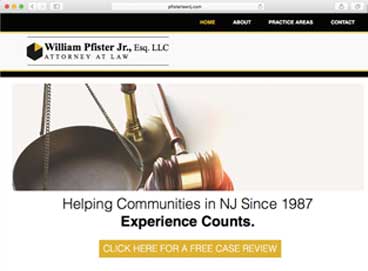 pfisterlawnj.com
HOME ABOUT PRACTICE AREAS CONTACT
William Pfister Jr., Esq. LLC
ATTORNEY AT LAW
Helping Communities in NJ Since 1987
Experience Counts.
CLICK HERE FOR A FREE CASE REVIEW